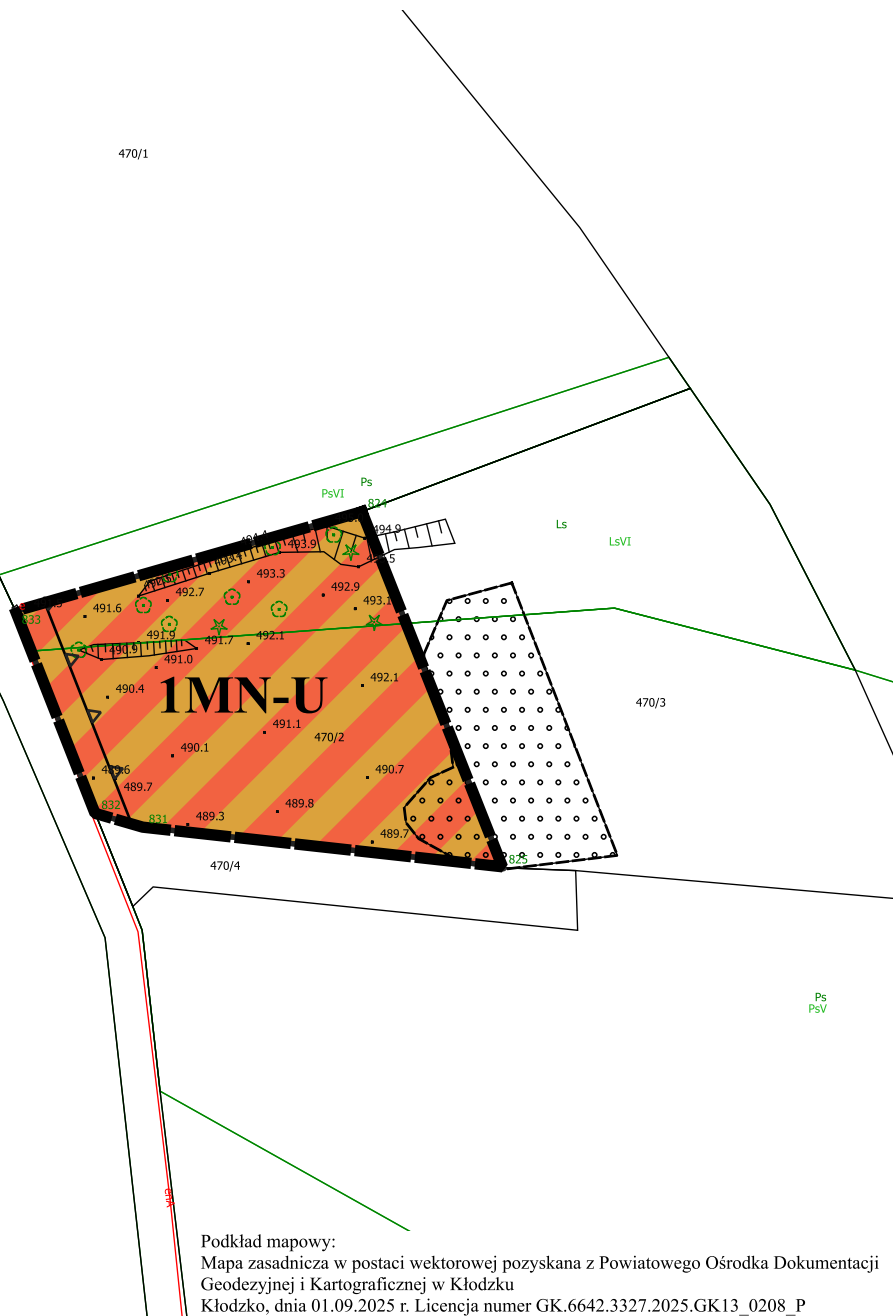 470/1
Ps
PsVI
824
Ls
LsVI
494.9
493.9
493.3
492.7
492.9
493.1
491.6
833
491.9
491.7
492.1
490.9
491.0
492.1
490.4
1MN-U
470/3
491.1
470/2
490.1
490.7
489.6
489.7
832
831
489.3
489.8
489.7
825
470/4
Ps
PsV
eNA
Podkład mapowy:
Mapa zasadnicza w postaci wektorowej pozyskana z Powiatowego Ośrodka Dokumentacji
Geodezyjnej i Kartograficznej w Kłodzku
Kłodzko, dnia 01.09.2025 r. Licencja numer GK.6642.3327.2025.GK13_0208_P